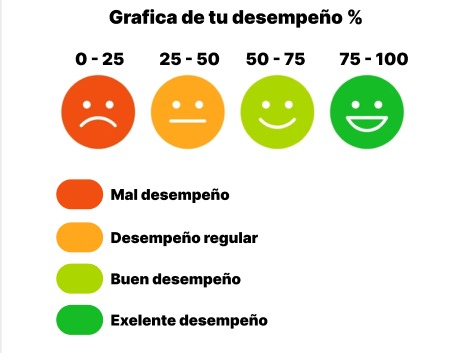 Grafica de tu desempeño %
0 - 25 25 - 50 50 - 75 75 - 100
Mal desempeño
Desempeño regular
Buen desempeño
Exelente desempeño